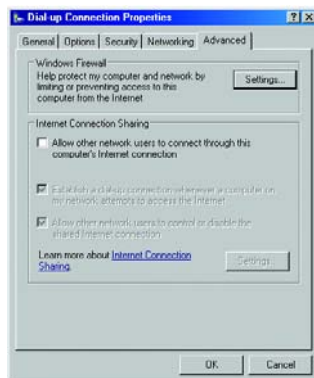 Dial-up Connection Properties
General Options Security Networking Advanced
Windows Firewall
Help protect my computer and network by
limiting or preventing access to this
computer from the Internet
Settings...
Internet Connection Sharing
Allow other network users to connect through this
computer's Internet connection
Establish a dial-up connection whenever a computer on
my network attempts to access the Internet
Allow other network users to control or disable the
shared Internet connection
Learn more about Internet Connection
Sharing.
Settings...
OK Cancel